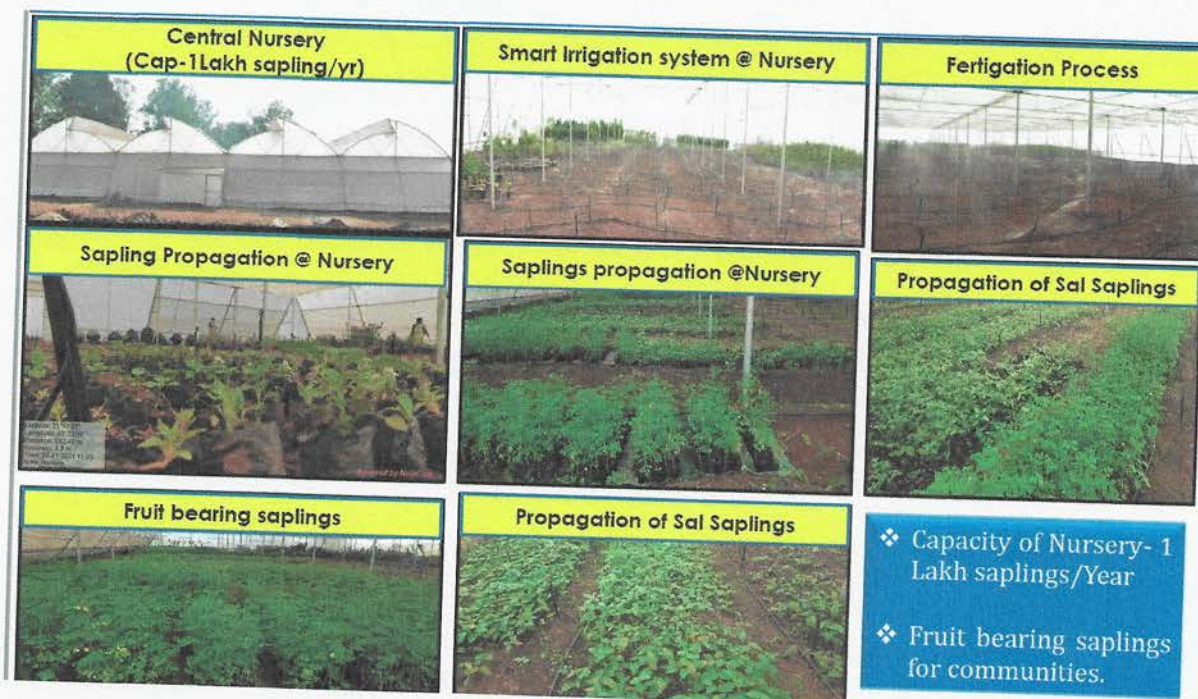 Central Nursery
(Cap-1Lakh sapling/yr)
Smart Irrigation system @ Nursery
Fertigation Process
Sapling Propagation @ Nursery
Saplings propagation @Nursery
Propagation of Sal Saplings
Fruit bearing saplings
Propagation of Sal Saplings
❖ Capacity of Nursery- 1
Lakh saplings/Year
❖ Fruit bearing saplings
for communities.